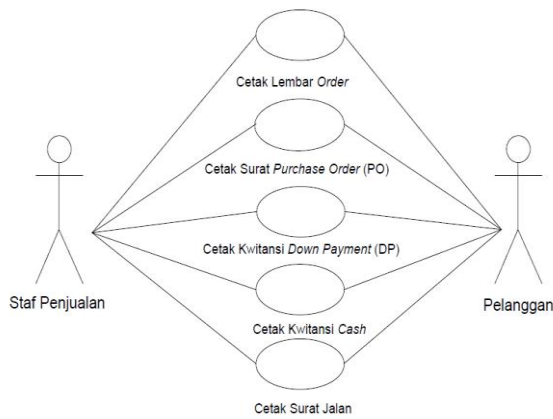 Cetak Lembar Order
Cetak Surat Purchase Order (PO)
Cetak Kwitansi Down Payment (DP)
Staf Penjualan
Pelanggan
Cetak Kwitansi Cash
Cetak Surat Jalan